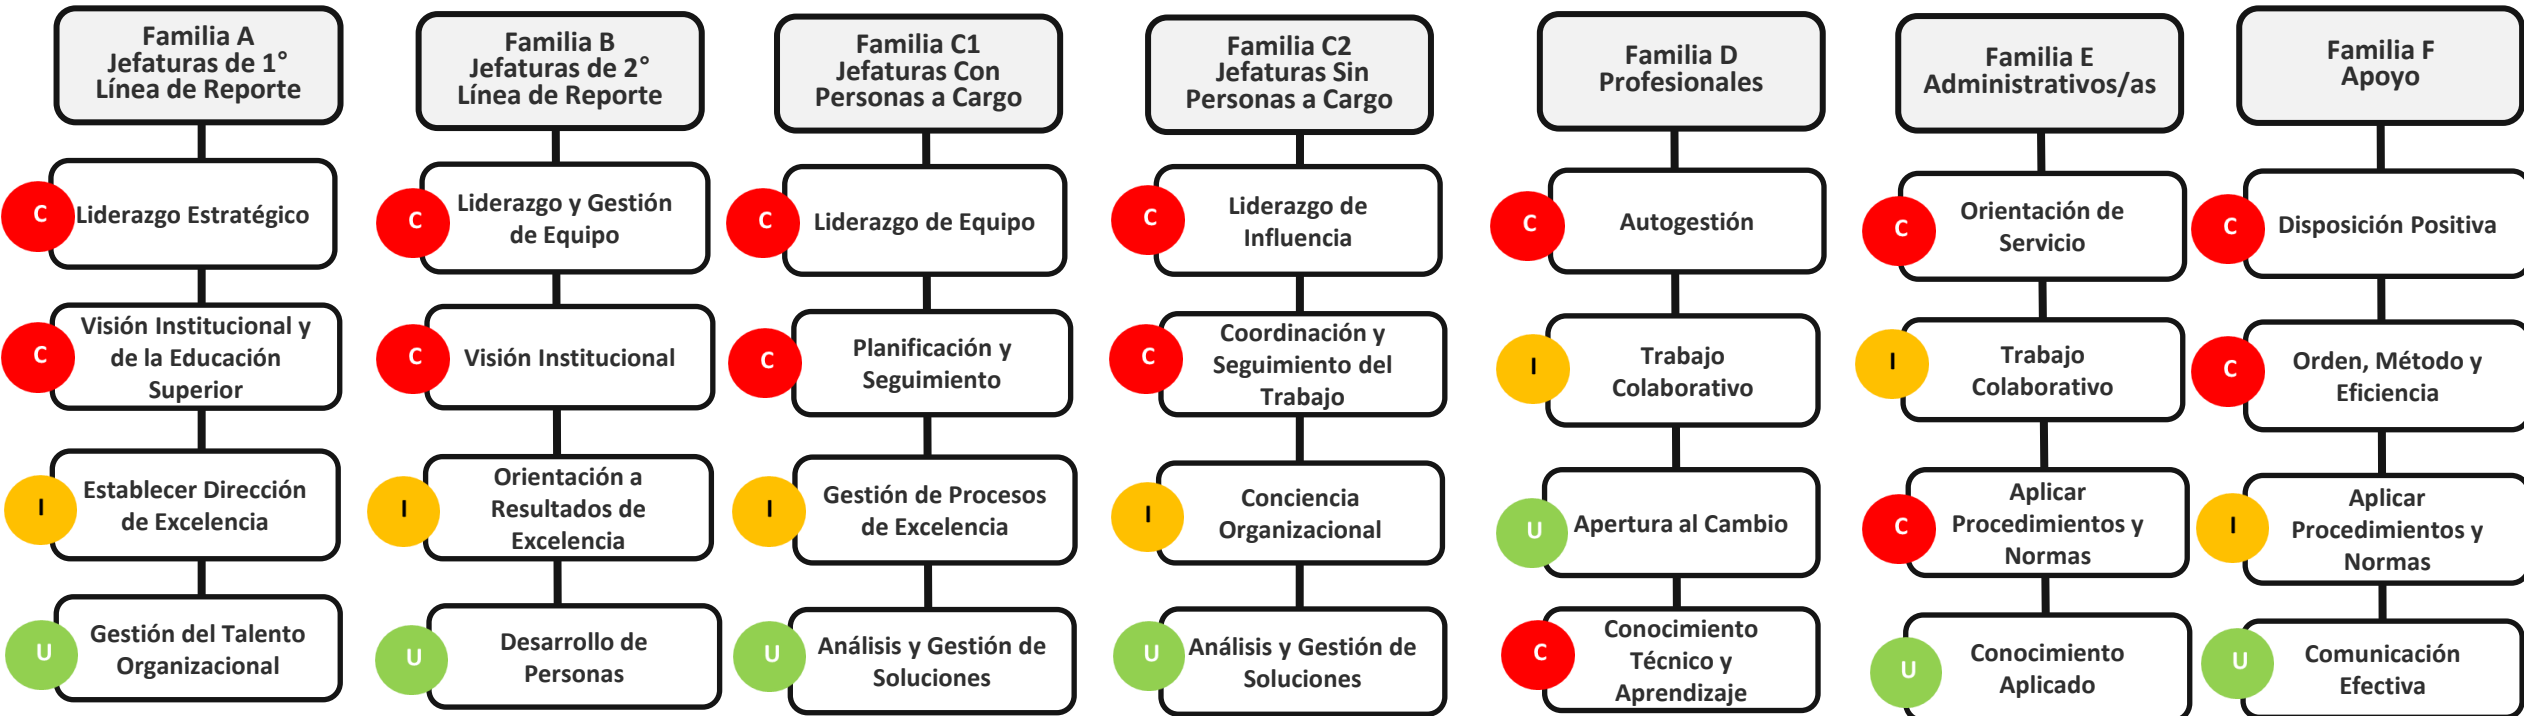 Familia A
Jefaturas de 1°
Línea de Reporte
C
Liderazgo Estratégico
C
Visión Institucional y
de la Educación
Superior
I
Establecer Dirección
de Excelencia
U
Gestión del Talento
Organizacional
Familia B
Jefaturas de 2°
Línea de Reporte
C
Liderazgo y Gestión
de Equipo
C
Visión Institucional
I
Orientación a
Resultados de
Excelencia
U
Desarrollo de
Personas
Familia C1
Jefaturas Con
Personas a Cargo
C
Liderazgo de Equipo
C
Planificación y
Seguimiento
I
Gestión de Procesos
de Excelencia
U
Análisis y Gestión de
Soluciones
Familia C2
Jefaturas Sin
Personas a Cargo
C
Liderazgo de
Influencia
C
Coordinación y
Seguimiento del
Trabajo
I
Conciencia
Organizacional
U
Análisis y Gestión de
Soluciones
Familia D
Profesionales
C
Autogestión
I
Trabajo
Colaborativo
U
Apertura al Cambio
C
Conocimiento
Técnico y
Aprendizaje
Familia E
Administrativos/as
C
Orientación de
Servicio
I
Trabajo
Colaborativo
C
Aplicar
Procedimientos y
Normas
U
Conocimiento
Aplicado
Familia F
Apoyo
C
Disposición Positiva
C
Orden, Método y
Eficiencia
I
Aplicar
Procedimientos y
Normas
U
Comunicación
Efectiva